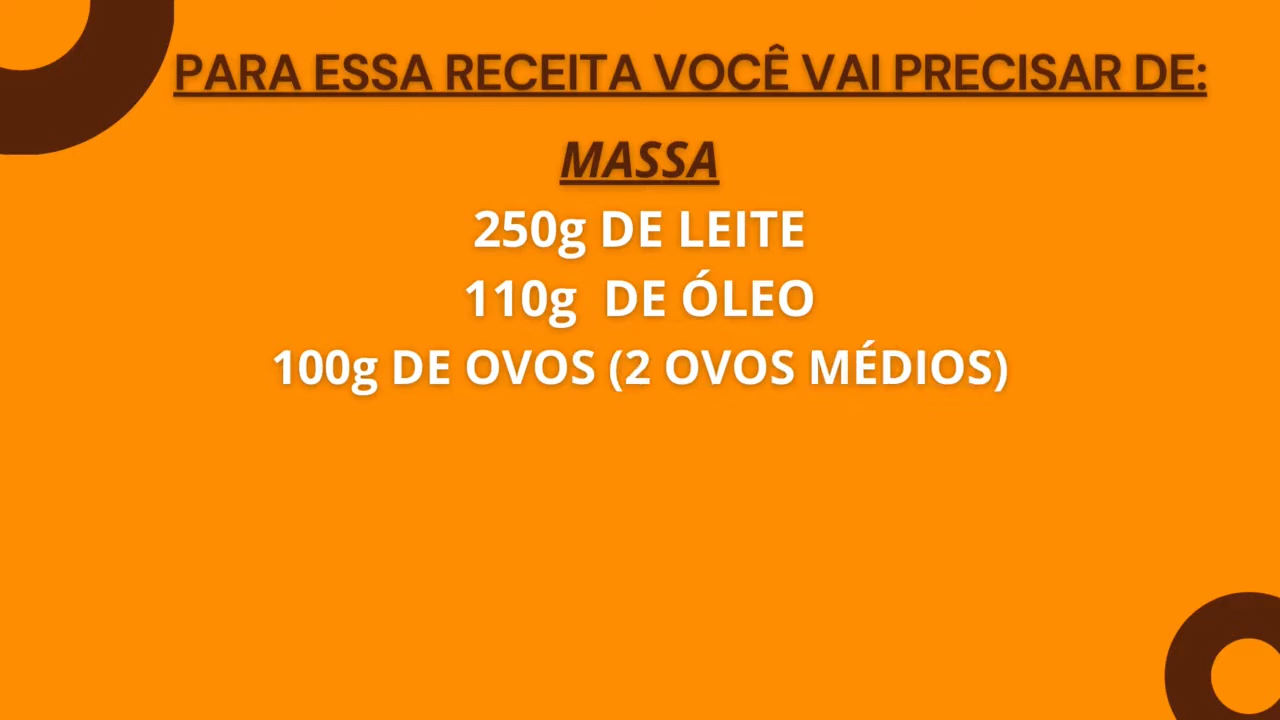 PARA ESSA RECEITA VOCÊ VAI PRECISAR DE:
MASSA
250g DE LEITE
110g DE ÓLEO
100g DE OVOS (2 OVOS MÉDIOS)